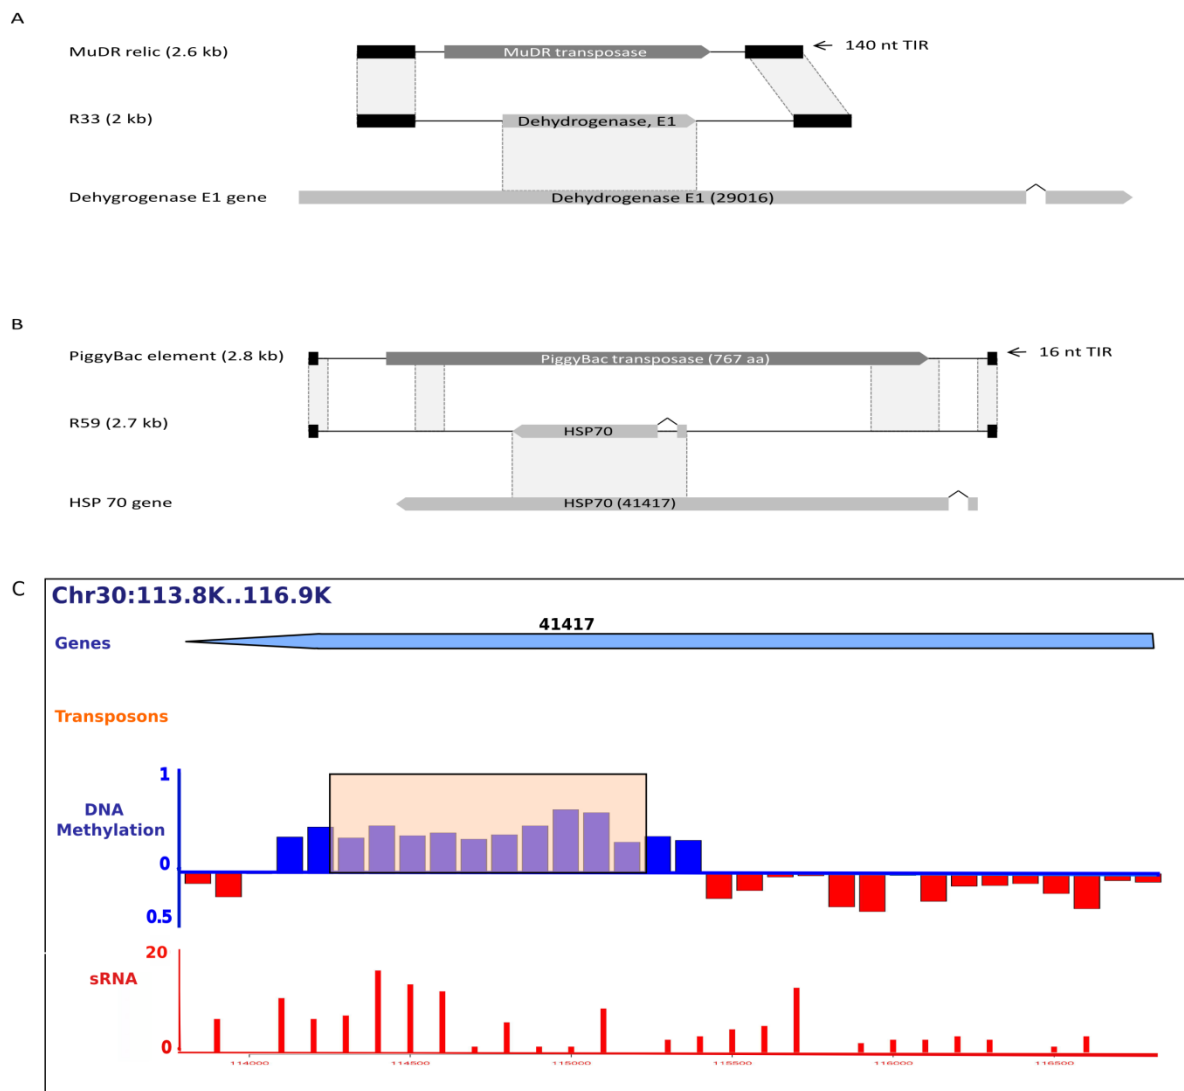 A
MuDR relic (2.6 kb)
MuDR transposase
140 nt TIR
R33 (2 kb)
Dehydrogenase, E1
Dehygrogenase E1 gene
Dehydrogenase E1 (29016)
B
PiggyBac element (2.8 kb)
PiggyBac transposase (767 aa)
16 nt TIR
R59 (2.7 kb)
HSP70
HSP 70 gene
HSP70 (41417)
C
Chr30:113.8K..116.9K
41417
Genes
Transposons
1
DNA
Methylation
0
0.5
20
sRNA
0
114000 114500 115000 115500 116000 116500